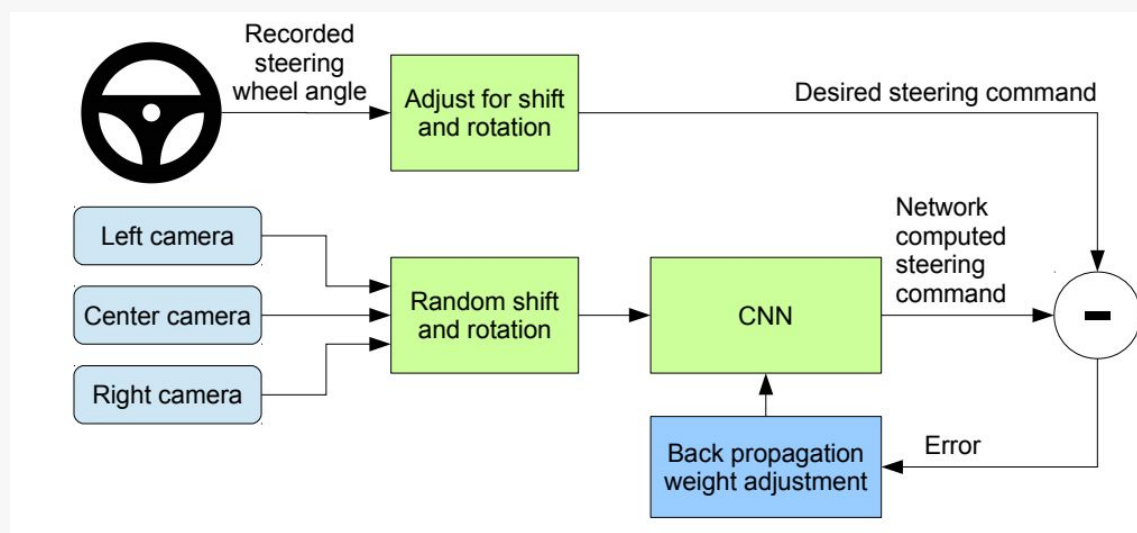 Recorded
steering
wheel angle
Adjust for shift
and rotation
Desired steering command
Left camera
Center camera
Right camera
Random shift
and rotation
CNN
Network
computed
steering
command
-
Back propagation
weight adjustment
Error